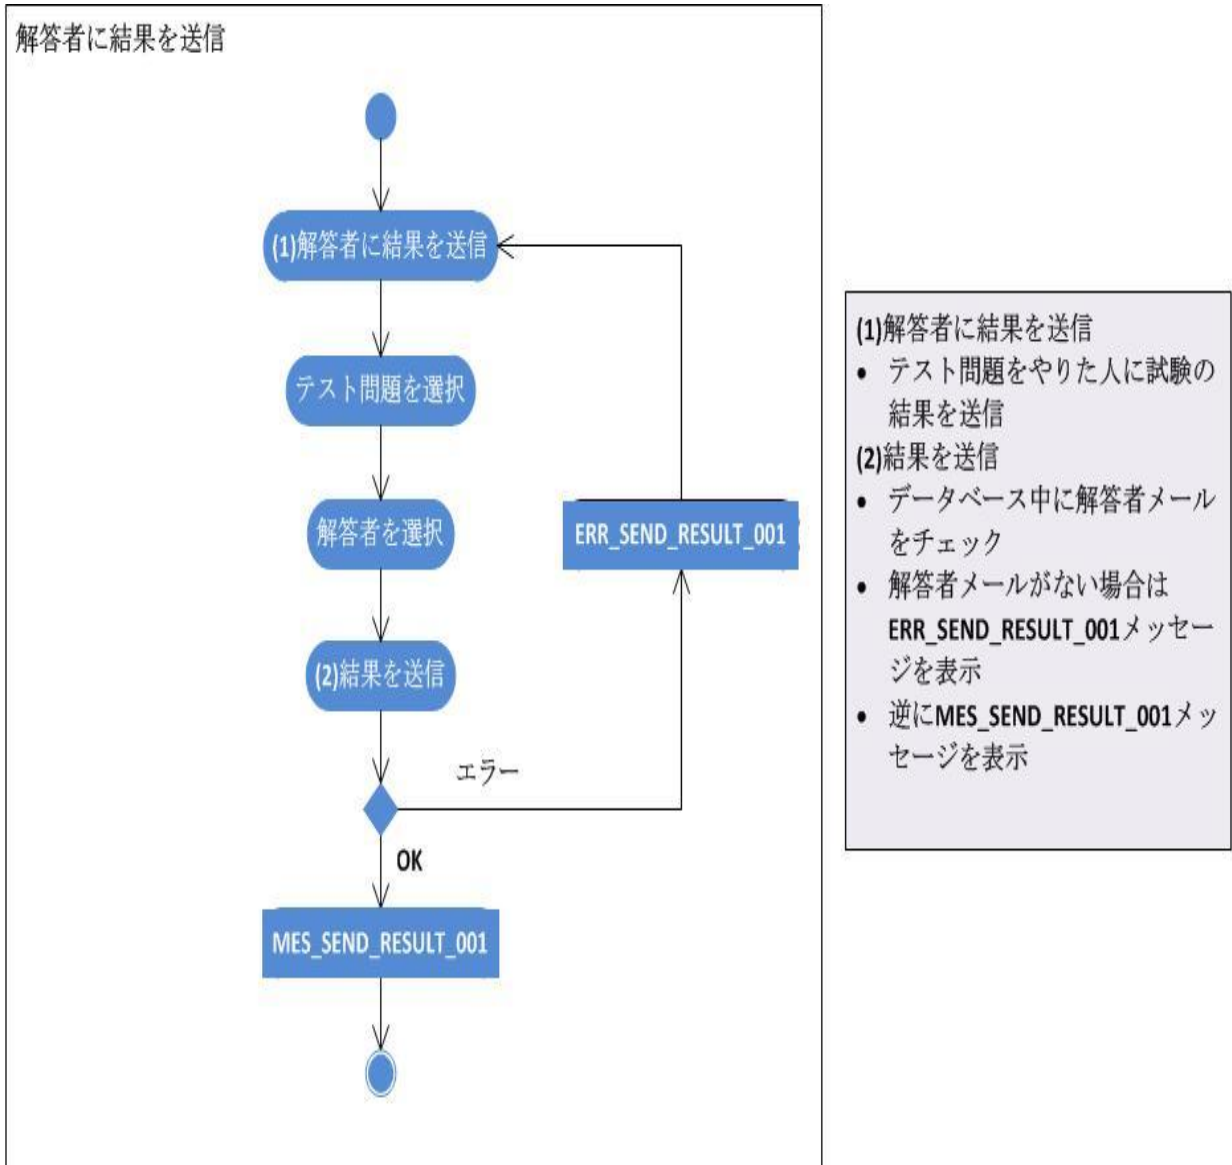 解答者に結果を送信
(1)解答者に結果を送信
テスト問題を選択
解答者を選択
ERR_SEND_RESULT_001
(2)結果を送信
エラー
OK
MES_SEND_RESULT_001
(1)解答者に結果を送信
• テスト問題をやりた人に試験の
結果を送信
(2)結果を送信
• データベース中に解答者メール
をチェック
• 解答者メールがない場合は
ERR_SEND_RESULT_001メッセー
ジを表示
• 逆にMES_SEND_RESULT_001メッ
セージを表示